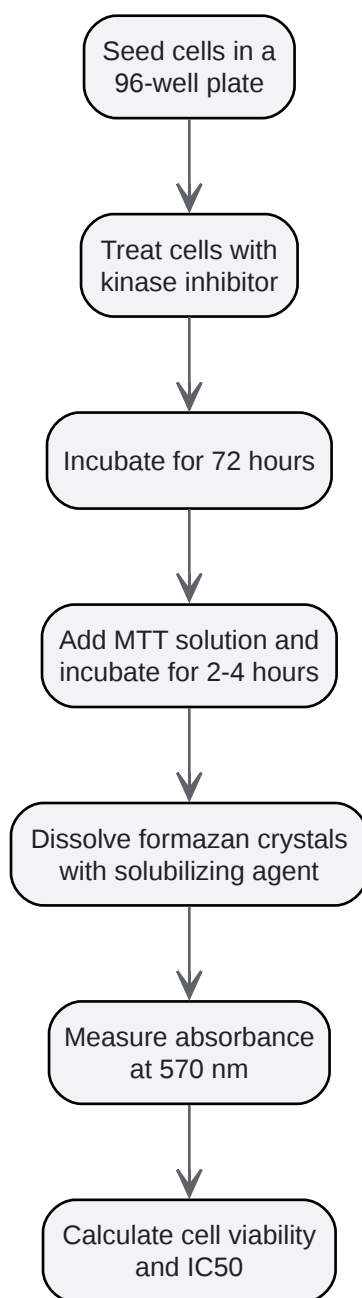 Seed cells in a
96-well plate
Treat cells with
kinase inhibitor
Incubate for 72 hours
Add MTT solution and
incubate for 2-4 hours
Dissolve formazan crystals
with solubilizing agent
Measure absorbance
at 570 nm
Calculate cell viability
and IC50